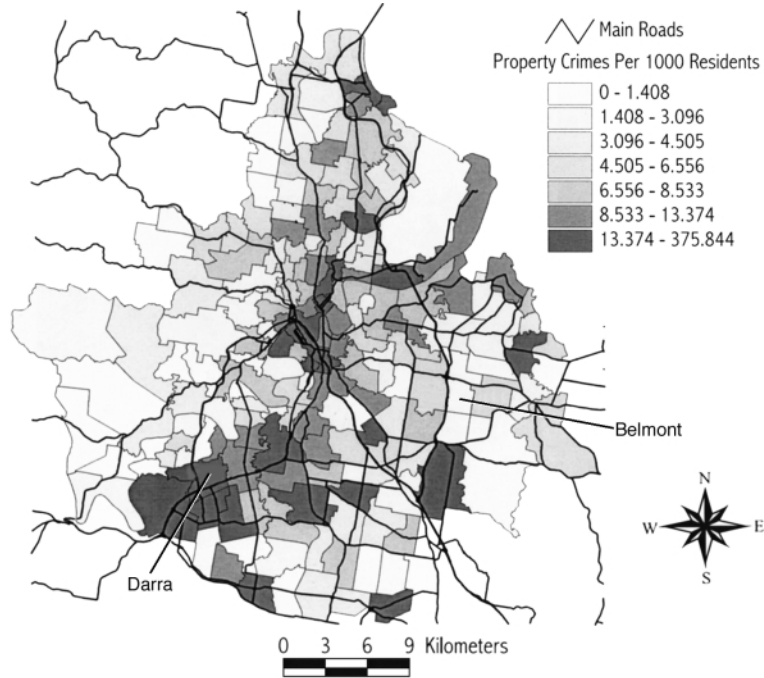 Main Roads
Property Crimes Per 1000 Residents
0 - 1.408
1.408 - 3.096
3.096 - 4.505
4.505 - 6.556
6.556 - 8.533
8.533 - 13.374
13.374 - 375.844
Belmont
N
W E
S
Darra
0 3 6 9 Kilometers